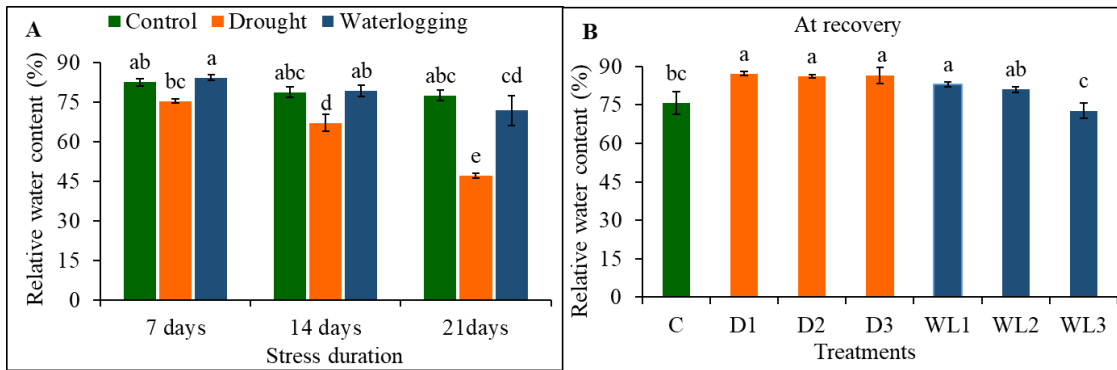 A
Control
Drought
Waterlogging
Relative water content (%)
90
75
60
45
30
15
0
ab
bc
a
abc
d
ab
abc
e
cd
7 days
14 days
21days
Stress duration
B
At recovery
Relative water content (%)
90
75
60
45
30
15
0
bc
a
a
a
a
ab
c
C
D1
D2
D3
WL1
WL2
WL3
Treatments